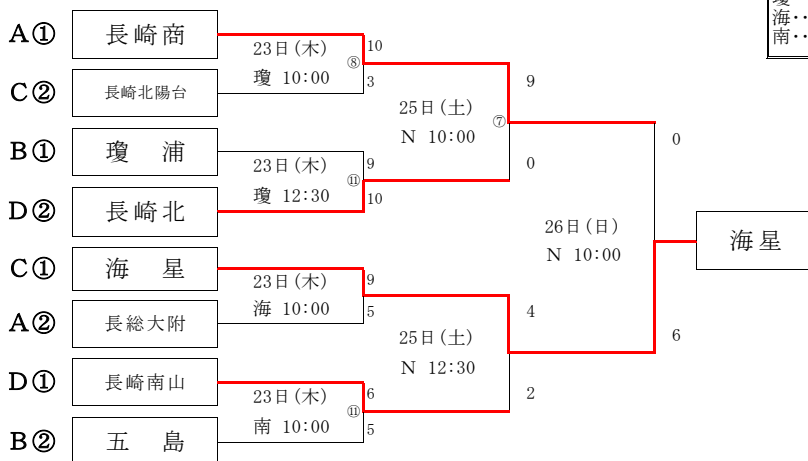 瓊‥
海‥
南‥
A① 長崎商
23日(木)
⑧
瓊 10:00
10
3
C② 長崎北陽台
25日(土)
N 10:00
⑦
9
0
B① 瓊　浦
23日(木)
⑪
瓊 12:30
9
10
D② 長崎北
26日(日)
N 10:00
0
6
海星
C① 海　星
23日(木)
海 10:00
9
5
A② 長総大附
25日(土)
N 12:30
4
2
D① 長崎南山
23日(木)
⑪
南 10:00
6
5
B② 五　島